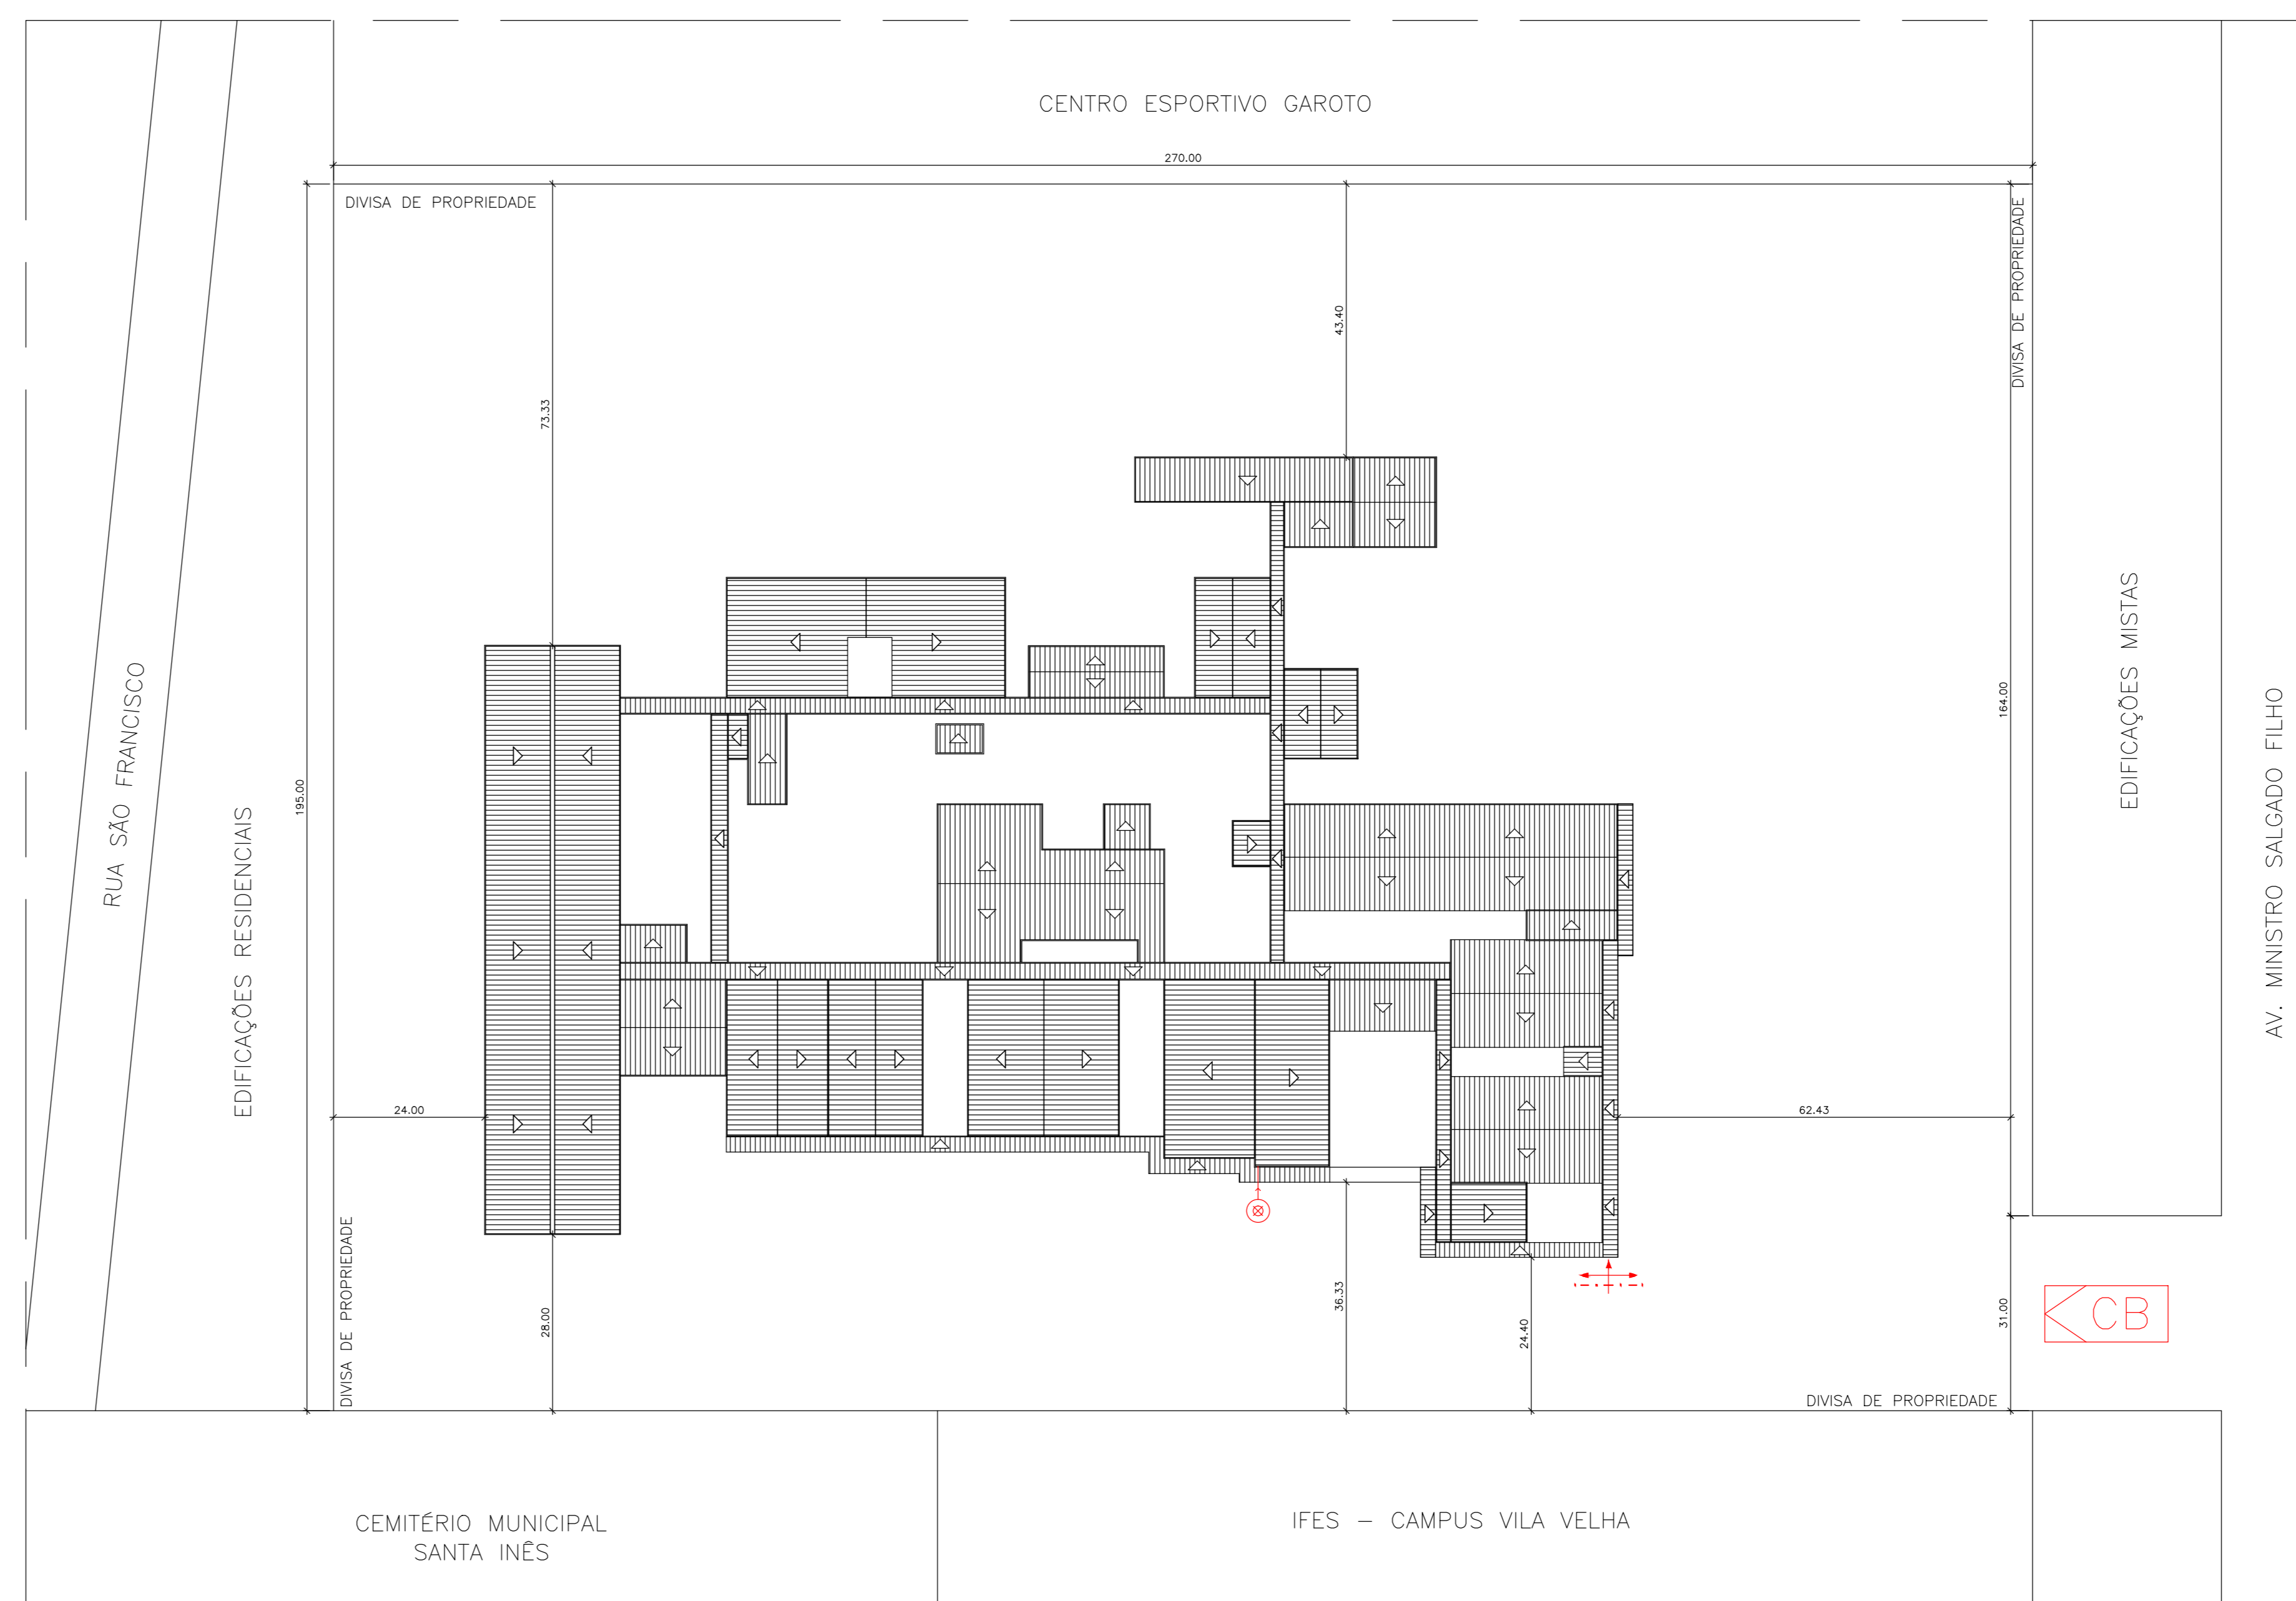 CENTRO ESPORTIVO GAROTO
270.00
DIVISA DE PROPRIEDADE
DIVISA DE PROPRIEDADE
43.40
73.33
RUA SÃO FRANCISCO
EDIFICAÇÕES RESIDENCIAIS
195.00
164.00
EDIFICAÇÕES MISTAS
AV. MINISTRO SALGADO FILHO
24.00
62.43
DIVISA DE PROPRIEDADE
28.00
36.33
24.40
31.00
CB
DIVISA DE PROPRIEDADE
CEMITÉRIO MUNICIPAL
SANTA INÊS
IFES – CAMPUS VILA VELHA